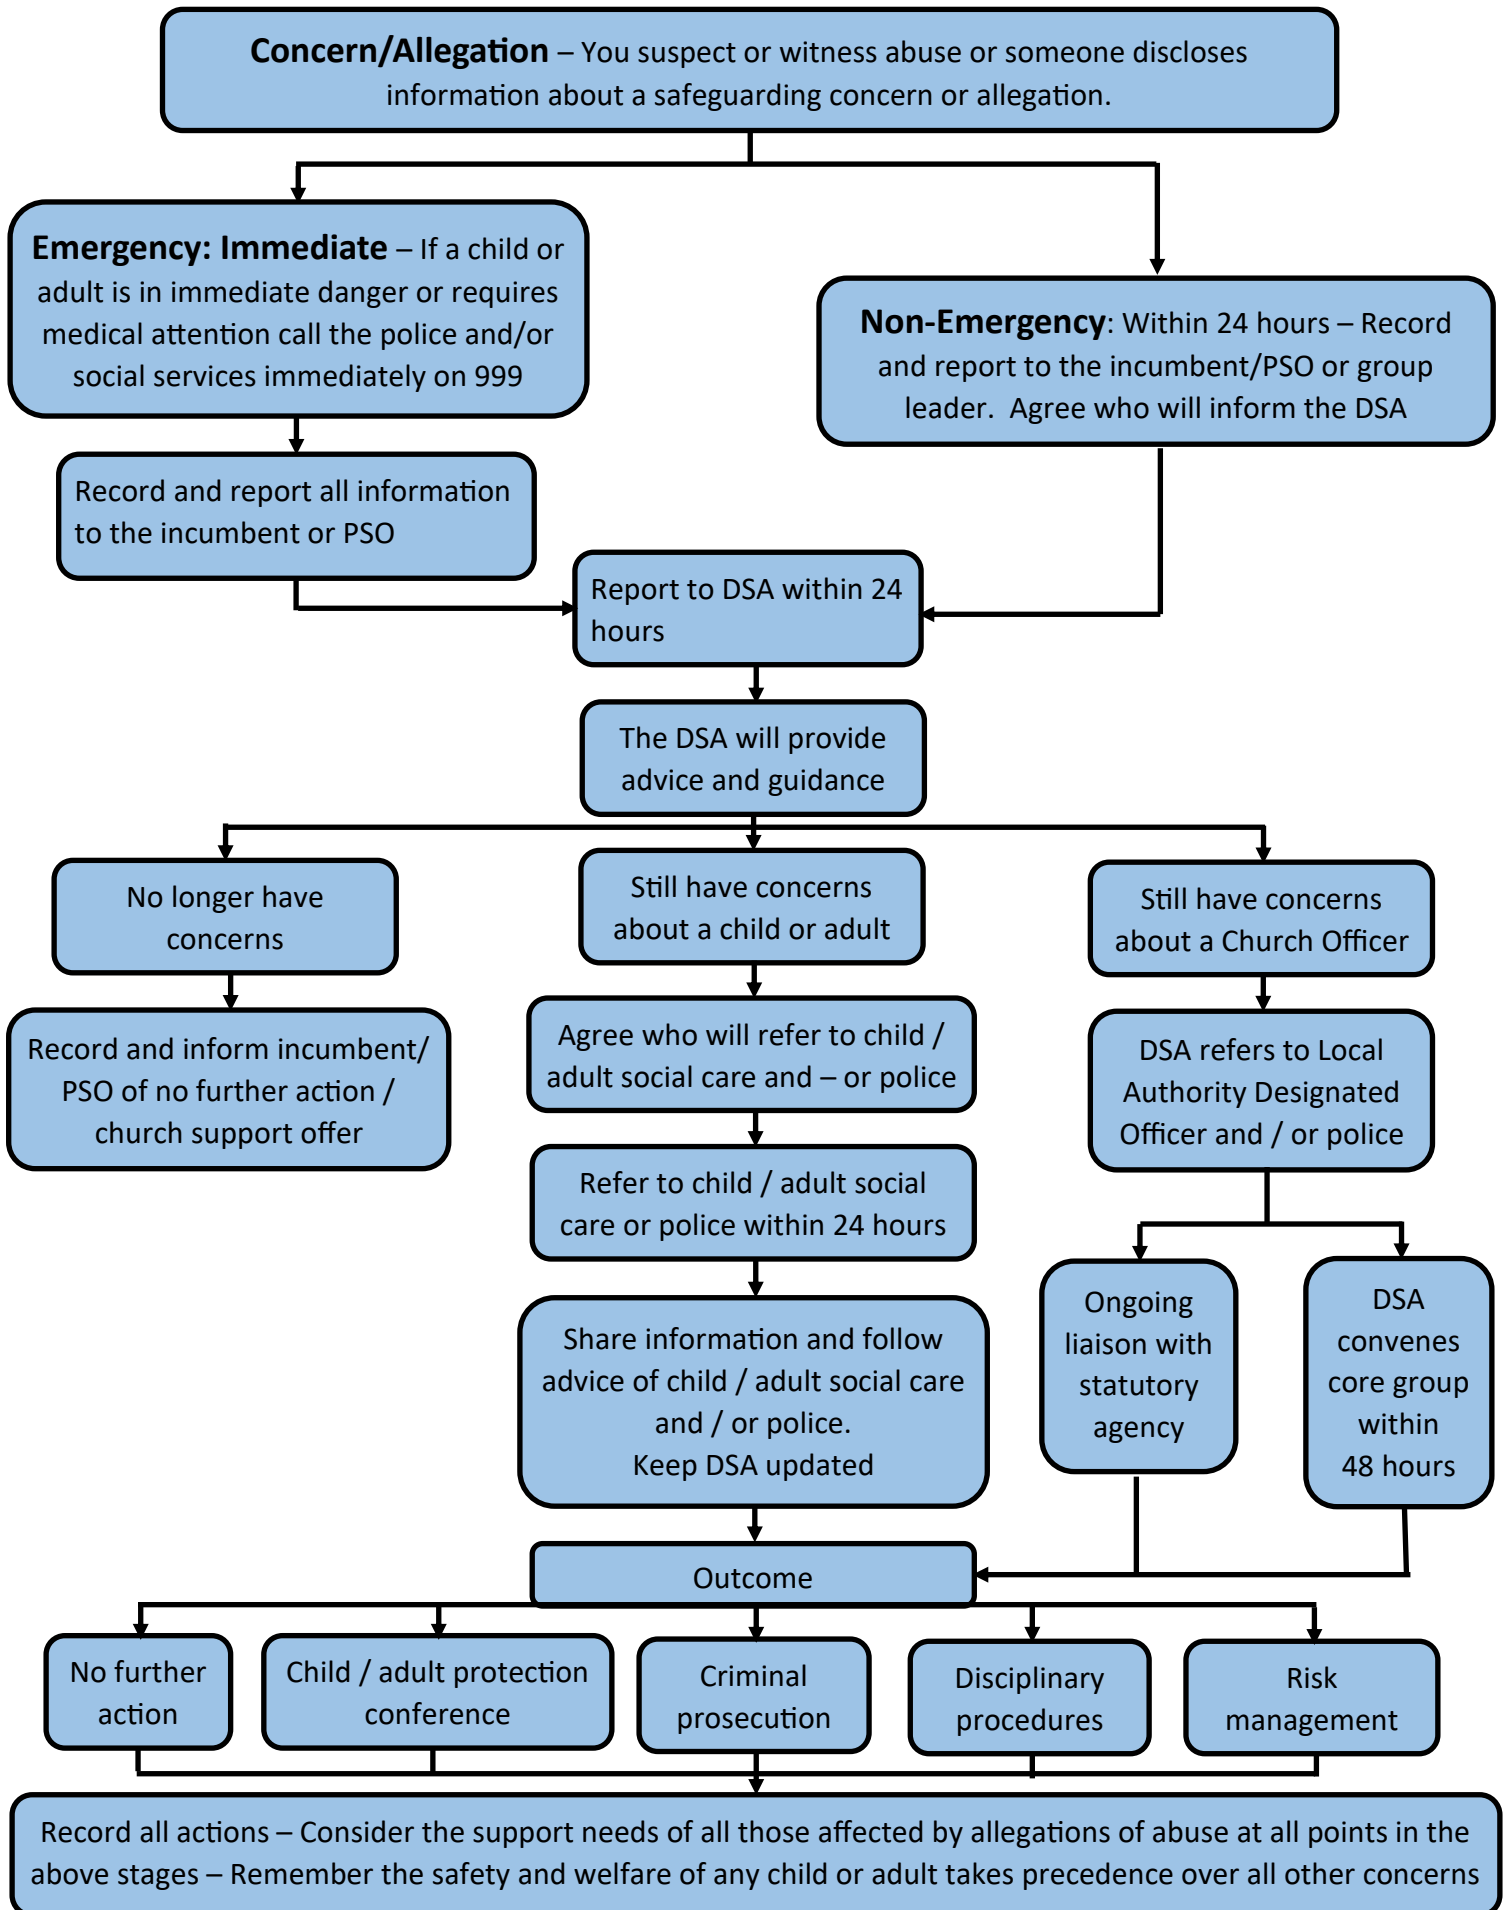 Concern/Allegation – You suspect or witness abuse or someone discloses
information about a safeguarding concern or allegation.
Emergency: Immediate – If a child or
adult is in immediate danger or requires
medical attention call the police and/or
social services immediately on 999
Non-Emergency: Within 24 hours – Record
and report to the incumbent/PSO or group
leader.  Agree who will inform the DSA
Record and report all information
to the incumbent or PSO
Report to DSA within 24
hours
The DSA will provide
advice and guidance
No longer have
concerns
Still have concerns
about a child or adult
Still have concerns
about a Church Officer
Record and inform incumbent/
PSO of no further action /
church support offer
Agree who will refer to child /
adult social care and – or police
DSA refers to Local
Authority Designated
Officer and / or police
Refer to child / adult social
care or police within 24 hours
Share information and follow
advice of child / adult social care
and / or police.
Keep DSA updated
Ongoing
liaison with
statutory
agency
DSA
convenes
core group
within
48 hours
Outcome
No further
action
Child / adult protection
conference
Criminal
prosecution
Disciplinary
procedures
Risk
management
Record all actions – Consider the support needs of all those affected by allegations of abuse at all points in the
above stages – Remember the safety and welfare of any child or adult takes precedence over all other concerns